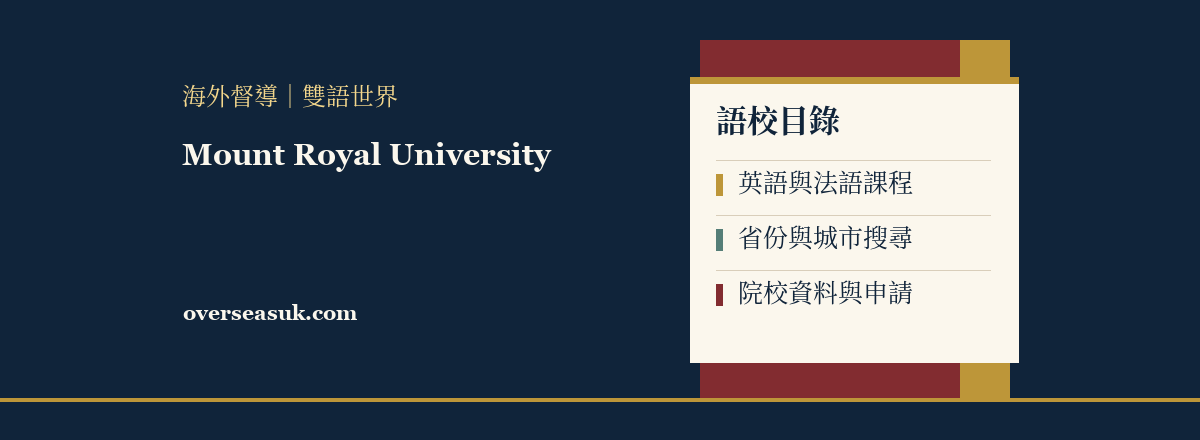 海外督導｜雙語世界
Mount Royal University
overseasuk.com
語校目錄
英語與法語課程
省份與城市搜尋
院校資料與申請